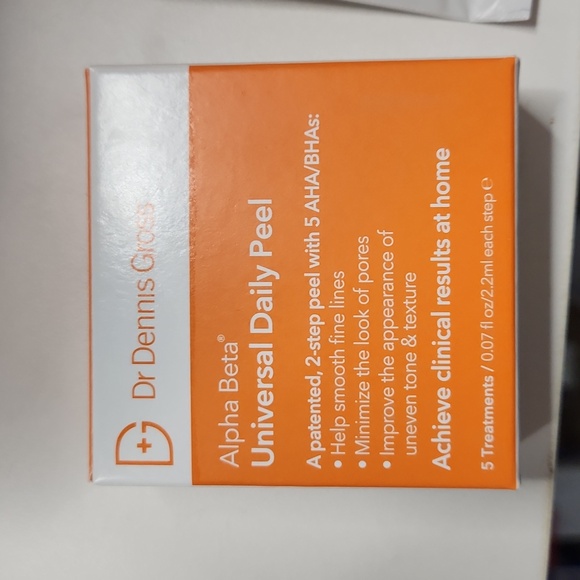 Dr Dennis Gross
Alpha Beta®
Universal Daily Peel
A patented, 2-step peel with 5 AHA/BHAs:
• Help smooth fine lines
• Minimize the look of pores
• Improve the appearance of
uneven tone & texture
Achieve clinical results at home
5 Treatments / 0.07 fl oz/2.2ml each step ℮